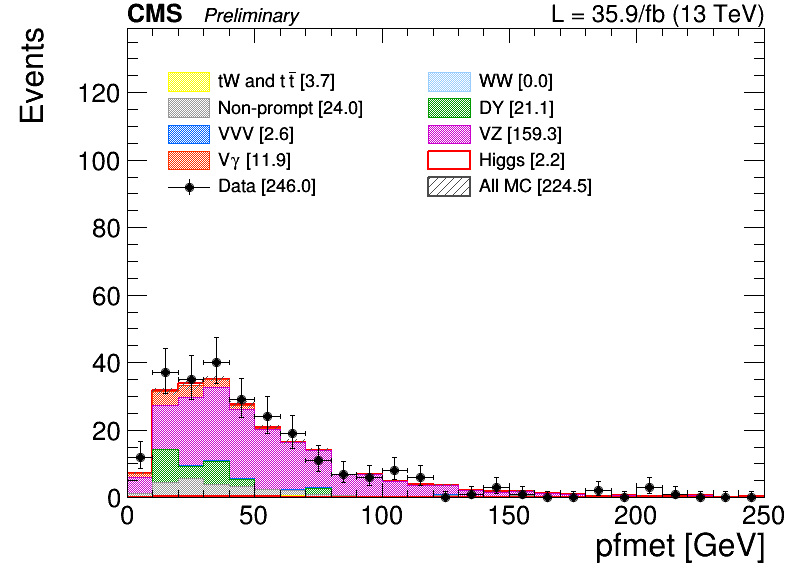 CMS Preliminary L = 35.9/fb (13 TeV)
Events
tW and tt̄ [3.7]
Non-prompt [24.0]
VVV [2.6]
Vγ [11.9]
Data [246.0]
WW [0.0]
DY [21.1]
VZ [159.3]
Higgs [2.2]
All MC [224.5]
120
100
80
60
40
20
0
0 50 100 150 200 250
pfmet [GeV]